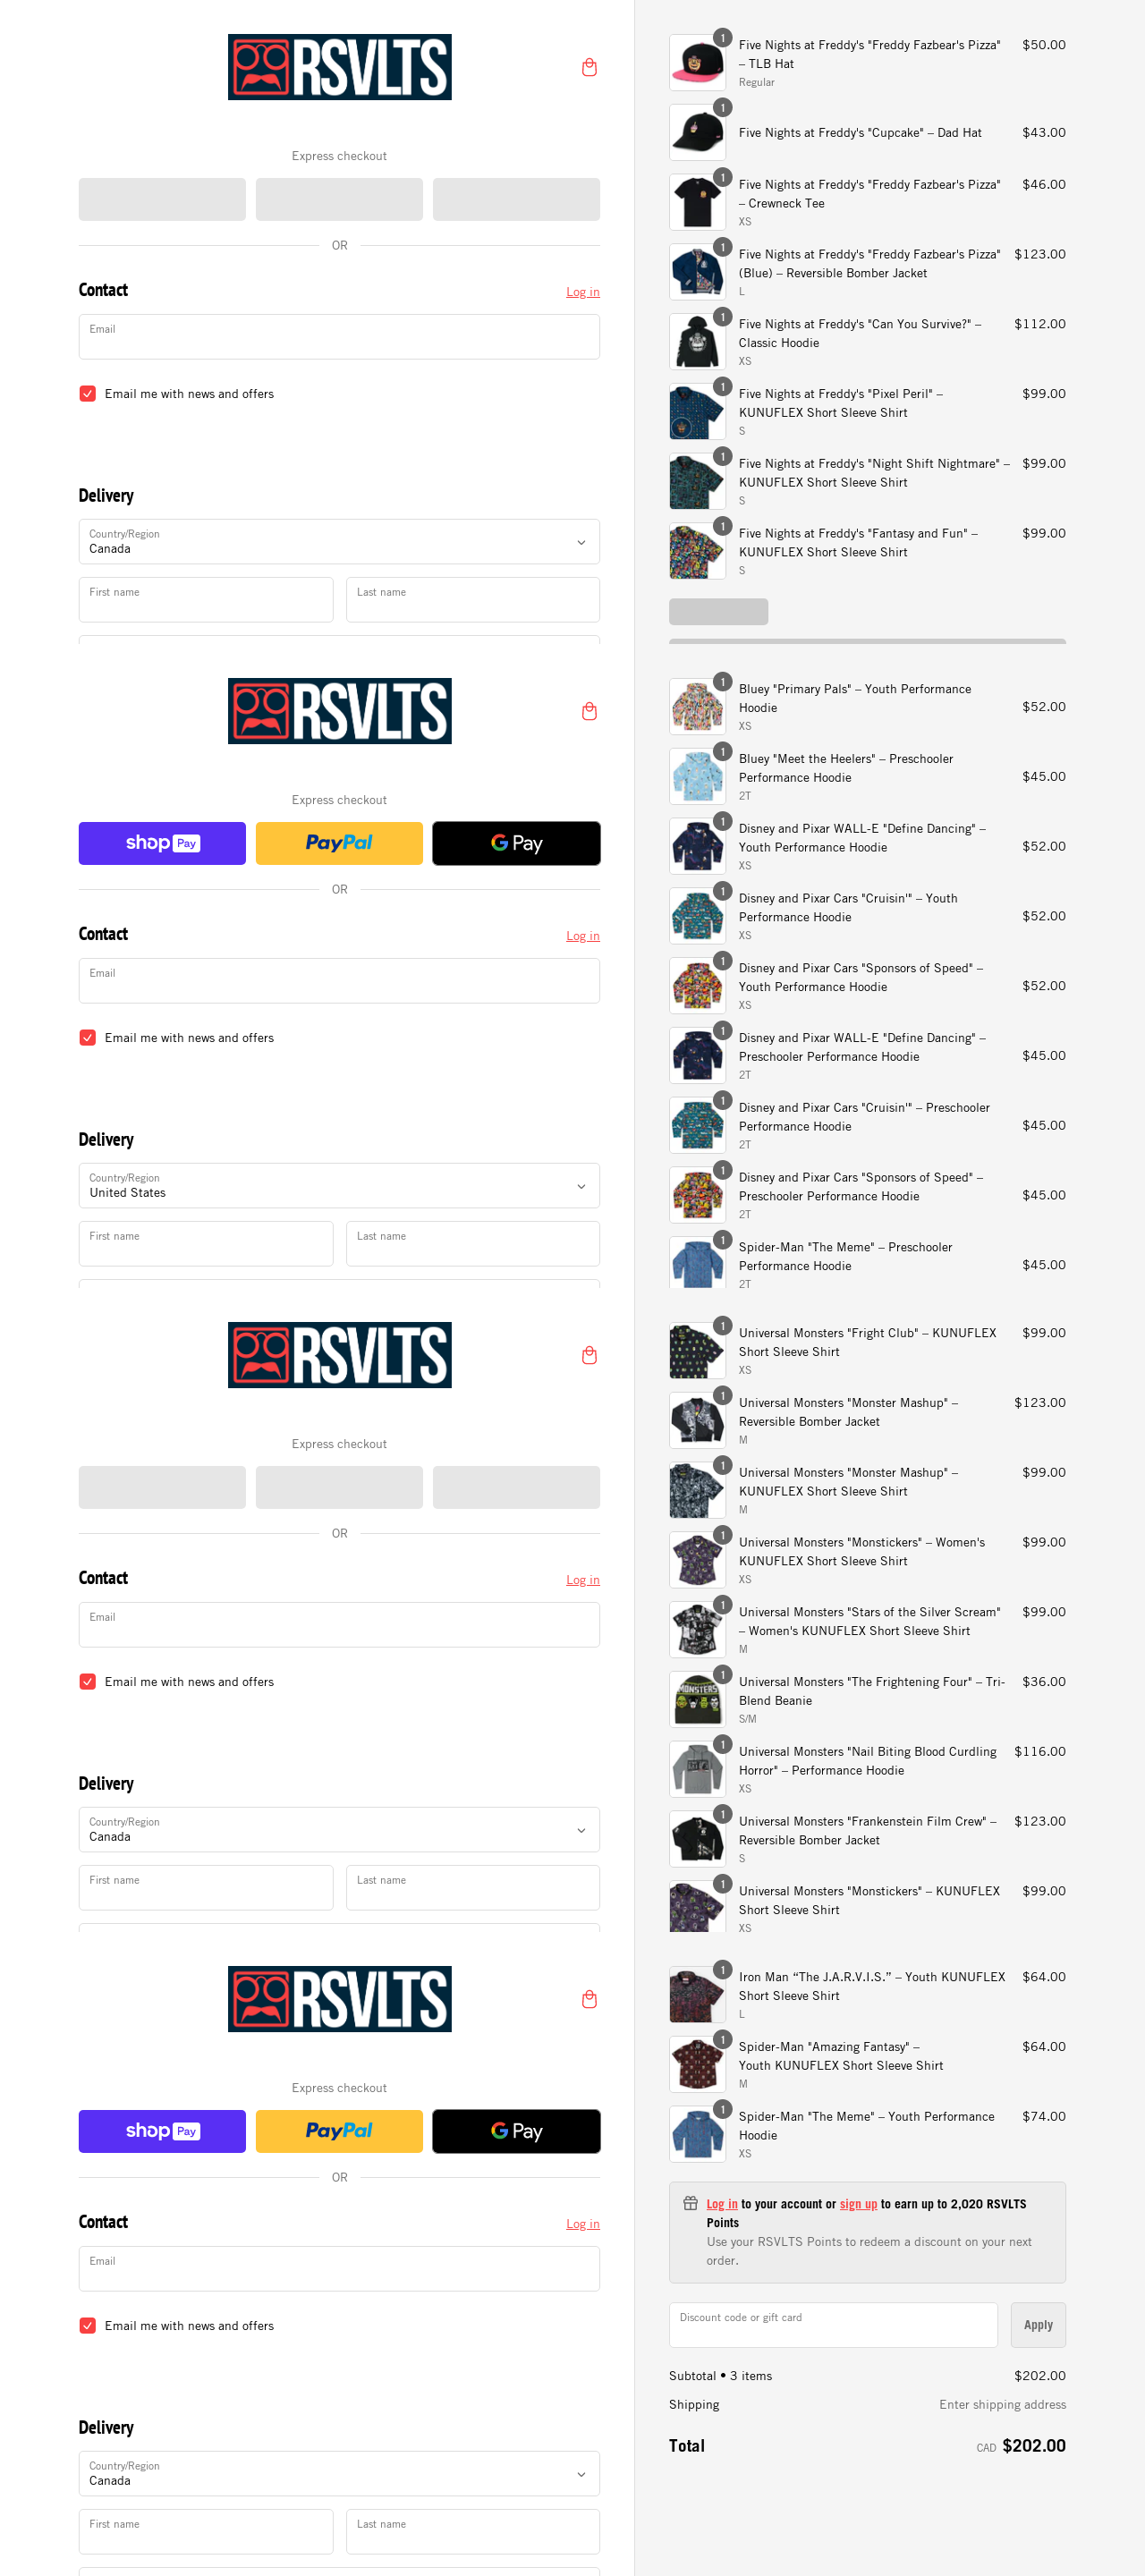 RSVLTS
Express checkout
OR
Contact
Log in
Email
Email me with news and offers
Delivery
Country/Region
Canada
First name
Last name
1
Five Nights at Freddy's "Freddy Fazbear's Pizza"
– TLB Hat
Regular
$50.00
1
Five Nights at Freddy's "Cupcake" – Dad Hat
$43.00
1
Five Nights at Freddy's "Freddy Fazbear's Pizza"
– Crewneck Tee
XS
$46.00
1
Five Nights at Freddy's "Freddy Fazbear's Pizza"
(Blue) – Reversible Bomber Jacket
L
$123.00
1
Five Nights at Freddy's "Can You Survive?" –
Classic Hoodie
XS
$112.00
1
Five Nights at Freddy's "Pixel Peril" –
KUNUFLEX Short Sleeve Shirt
S
$99.00
1
Five Nights at Freddy's "Night Shift Nightmare" –
KUNUFLEX Short Sleeve Shirt
S
$99.00
1
Five Nights at Freddy's "Fantasy and Fun" –
KUNUFLEX Short Sleeve Shirt
S
$99.00
RSVLTS
Express checkout
shop Pay
PayPal
G Pay
OR
Contact
Log in
Email
Email me with news and offers
Delivery
Country/Region
United States
First name
Last name
1
Bluey "Primary Pals" – Youth Performance
Hoodie
XS
$52.00
1
Bluey "Meet the Heelers" – Preschooler
Performance Hoodie
2T
$45.00
1
Disney and Pixar WALL-E "Define Dancing" –
Youth Performance Hoodie
XS
$52.00
1
Disney and Pixar Cars "Cruisin'" – Youth
Performance Hoodie
XS
$52.00
1
Disney and Pixar Cars "Sponsors of Speed" –
Youth Performance Hoodie
XS
$52.00
1
Disney and Pixar WALL-E "Define Dancing" –
Preschooler Performance Hoodie
2T
$45.00
1
Disney and Pixar Cars "Cruisin'" – Preschooler
Performance Hoodie
2T
$45.00
1
Disney and Pixar Cars "Sponsors of Speed" –
Preschooler Performance Hoodie
2T
$45.00
1
Spider-Man "The Meme" – Preschooler
Performance Hoodie
2T
$45.00
RSVLTS
Express checkout
OR
Contact
Log in
Email
Email me with news and offers
Delivery
Country/Region
Canada
First name
Last name
1
Universal Monsters "Fright Club" – KUNUFLEX
Short Sleeve Shirt
XS
$99.00
1
Universal Monsters "Monster Mashup" –
Reversible Bomber Jacket
M
$123.00
1
Universal Monsters "Monster Mashup" –
KUNUFLEX Short Sleeve Shirt
M
$99.00
1
Universal Monsters "Monstickers" – Women's
KUNUFLEX Short Sleeve Shirt
XS
$99.00
1
Universal Monsters "Stars of the Silver Scream"
– Women's KUNUFLEX Short Sleeve Shirt
M
$99.00
1
MONSTERS
Universal Monsters "The Frightening Four" – Tri-
Blend Beanie
S/M
$36.00
1
Universal Monsters "Nail Biting Blood Curdling
Horror" – Performance Hoodie
XS
$116.00
1
Universal Monsters "Frankenstein Film Crew" –
Reversible Bomber Jacket
S
$123.00
1
Universal Monsters "Monstickers" – KUNUFLEX
Short Sleeve Shirt
XS
$99.00
RSVLTS
Express checkout
shop Pay
PayPal
G Pay
OR
Contact
Log in
Email
Email me with news and offers
Delivery
Country/Region
Canada
First name
Last name
1
Iron Man “The J.A.R.V.I.S.” – Youth KUNUFLEX
Short Sleeve Shirt
L
$64.00
1
Spider-Man "Amazing Fantasy" –
Youth KUNUFLEX Short Sleeve Shirt
M
$64.00
1
Spider-Man "The Meme" – Youth Performance
Hoodie
XS
$74.00
Log in to your account or sign up to earn up to 2,020 RSVLTS
Points
Use your RSVLTS Points to redeem a discount on your next
order.
Discount code or gift card
Apply
Subtotal • 3 items
$202.00
Shipping
Enter shipping address
Total
CAD $202.00